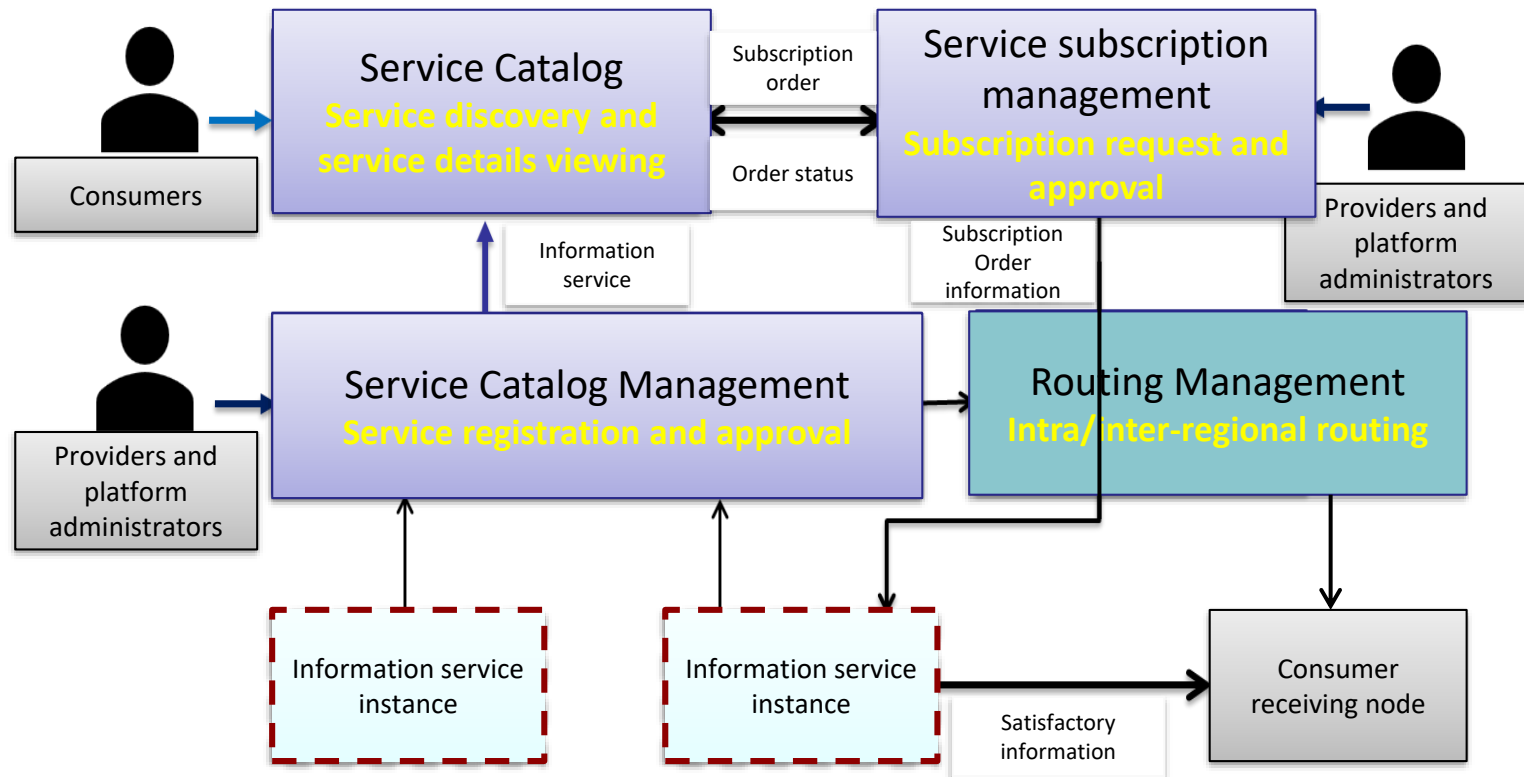 Service Catalog
Service discovery and
service details viewing
Subscription
order
Order status
Service subscription
management
Subscription request and
approval
Consumers
Providers and
platform
administrators
Information
service
Subscription
Order
information
Service Catalog Management
Service registration and approval
Routing Management
Intra/inter-regional routing
Providers and
platform
administrators
Information service
instance
Information service
instance
Satisfactory
information
Consumer
receiving node